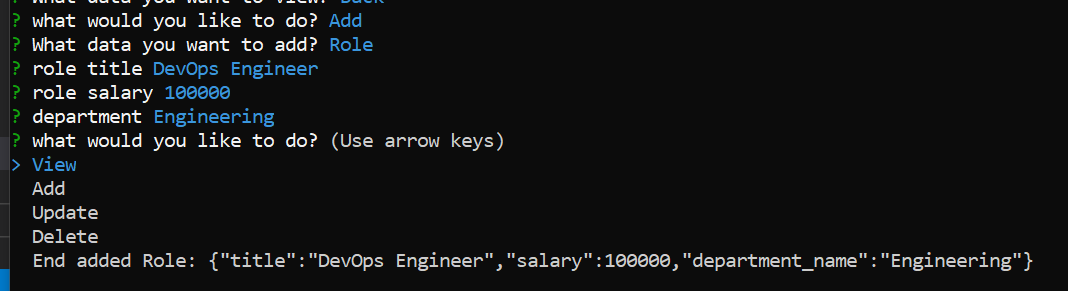 ? what would you like to do? Add
? What data you want to add? Role
? role title DevOps Engineer
? role salary 100000
? department Engineering
? what would you like to do? (Use arrow keys)
> View
Add
Update
Delete
End added Role: {"title":"DevOps Engineer","salary":100000,"department_name":"Engineering"}